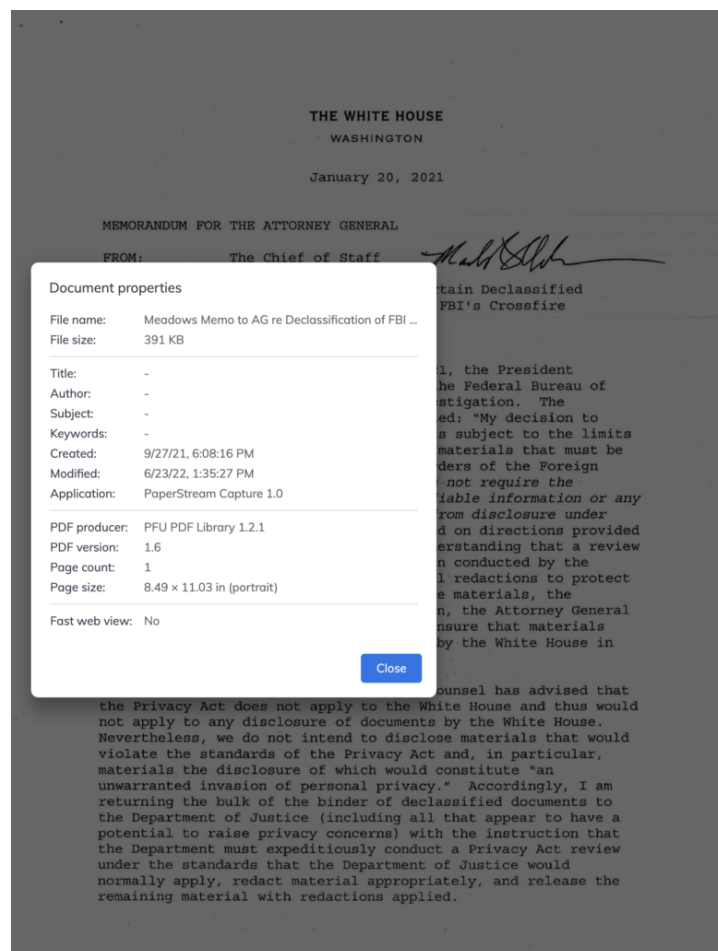 THE WHITE HOUSE
WASHINGTON
January 20, 2021
MEMORANDUM FOR THE ATTORNEY GENERAL
FROM: The Chief of Staff
tain Declassified
FBI's Crossfire
Document properties
File name: Meadows Memo to AG re Declassification of FBI ...
File size: 391 KB
Title: -
Author: -
Subject: -
Keywords: -
Created: 9/27/21, 6:08:16 PM
Modified: 6/23/22, 1:35:27 PM
Application: PaperStream Capture 1.0
PDF producer: PFU PDF Library 1.2.1
PDF version: 1.6
Page count: 1
Page size: 8.49 × 11.03 in (portrait)
Fast web view: No
Close
1, the President
he Federal Bureau of
stigation. The
ed: "My decision to
s subject to the limits
materials that must be
ders of the Foreign
not require the
iable information or any
rom disclosure under
d on directions provided
erstanding that a review
n conducted by the
l redactions to protect
e materials, the
n, the Attorney General
nsure that materials
by the White House in
ounsel has advised that
the Privacy Act does not apply to the White House and thus would
not apply to any disclosure of documents by the White House.
Nevertheless, we do not intend to disclose materials that would
violate the standards of the Privacy Act and, in particular,
materials the disclosure of which would constitute "an
unwarranted invasion of personal privacy." Accordingly, I am
returning the bulk of the binder of declassified documents to
the Department of Justice (including all that appear to have a
potential to raise privacy concerns) with the instruction that
the Department must expeditiously conduct a Privacy Act review
under the standards that the Department of Justice would
normally apply, redact material appropriately, and release the
remaining material with redactions applied.